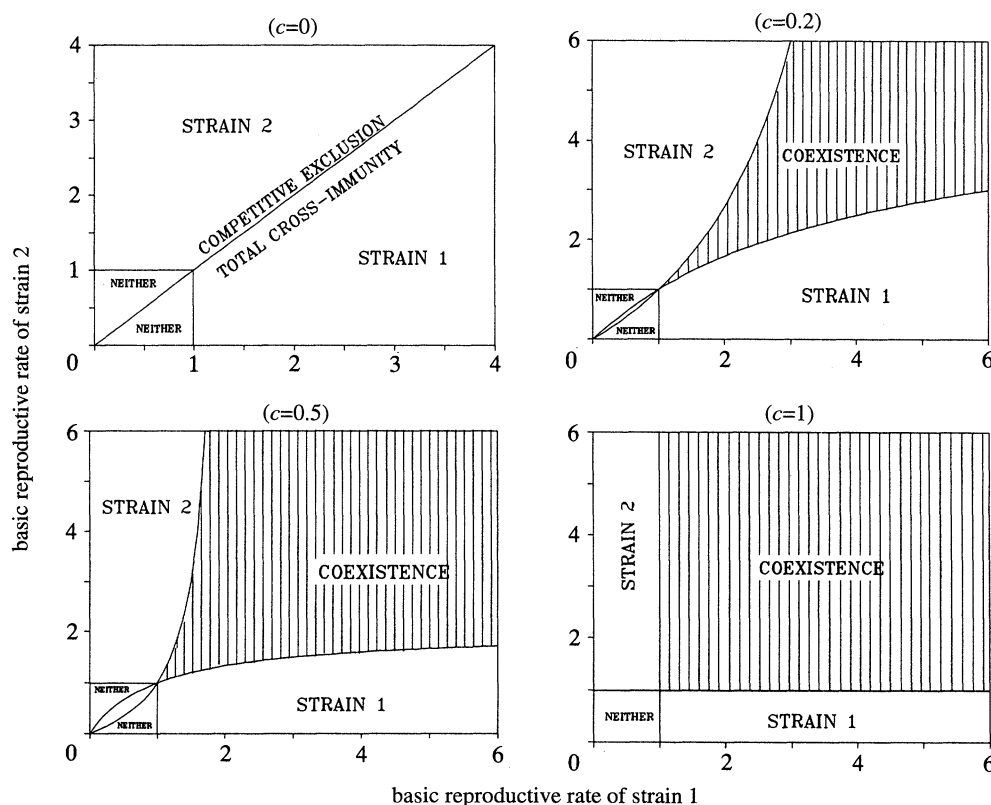 (c=0)
4
3
2
1
0
1
2
3
4
STRAIN 2
COMPETITIVE EXCLUSION
TOTAL CROSS-IMMUNITY
STRAIN 1
NEITHER
NEITHER
(c=0.2)
6
4
2
0
2
4
6
STRAIN 2
COEXISTENCE
STRAIN 1
NEITHER
NEITHER
basic reproductive rate of strain 2
(c=0.5)
6
4
2
0
2
4
6
STRAIN 2
COEXISTENCE
STRAIN 1
NEITHER
NEITHER
(c=1)
6
4
2
0
2
4
6
STRAIN 2
COEXISTENCE
NEITHER
STRAIN 1
basic reproductive rate of strain 1